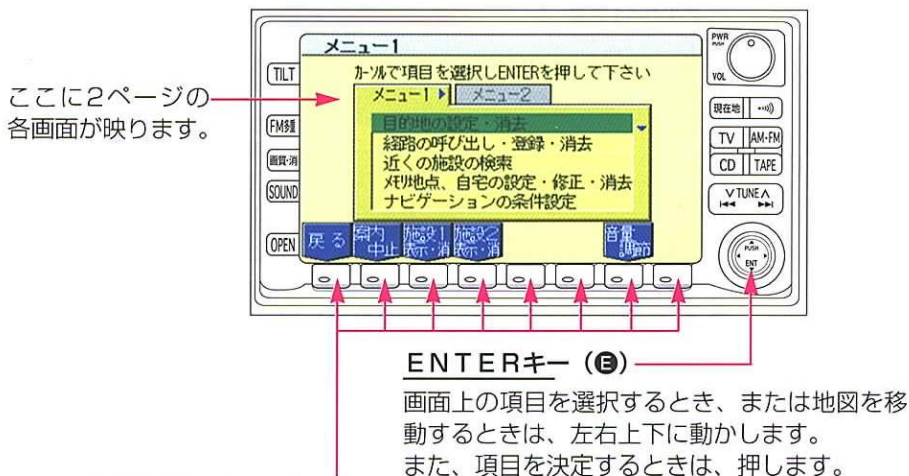 ここに2ページの
各画面が映ります。
メニュー1
カーソルで項目を選択しENTERを押して下さい
メニュー1 メニュー2
目的地の設定・消去
経路の呼び出し・登録・消去
近くの施設の検索
メモリ地点、自宅の設定・修正・消去
ナビゲーションの条件設定
戻る
案内中止
施設1表示・消
施設2表示・消
音量調節
TILT
FM多重
画質・消
SOUND
OPEN
PWR
PUSH
VOL
現在地
TV
AM・FM
CD
TAPE
∨TUNE∧
PUSH
ENT
ENTERキー(E)
画面上の項目を選択するとき、または地図を移
動するときは、左右上下に動かします。
また、項目を決定するときは、押します。